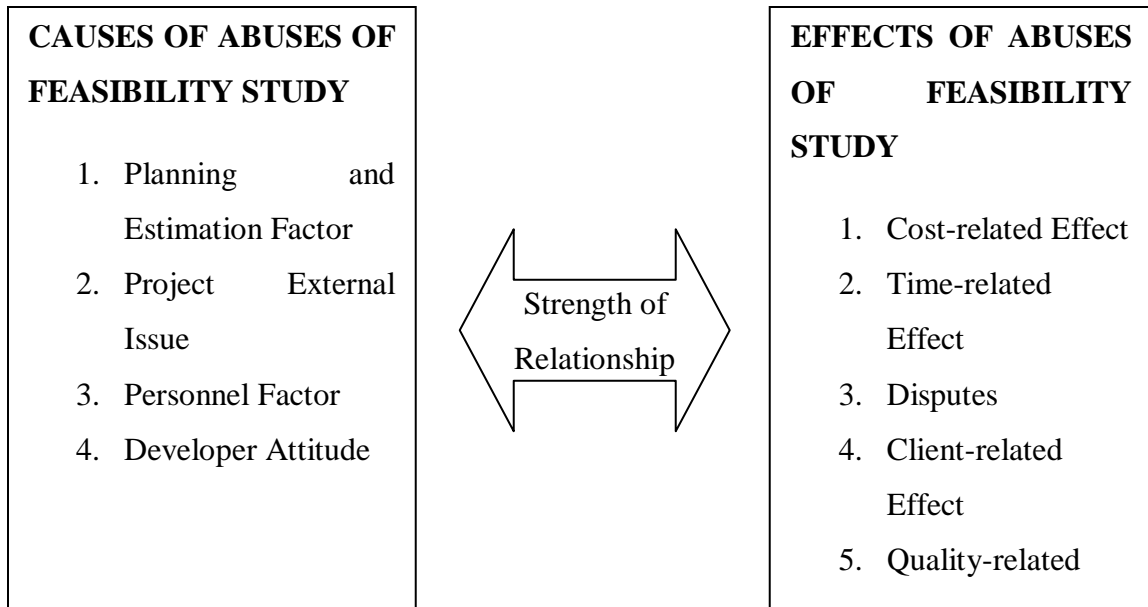 CAUSES OF ABUSES OF
FEASIBILITY STUDY
1. Planning and
Estimation Factor
2. Project External
Issue
3. Personnel Factor
4. Developer Attitude
Strength of
Relationship
EFFECTS OF ABUSES
OF FEASIBILITY
STUDY
1. Cost-related Effect
2. Time-related
Effect
3. Disputes
4. Client-related
Effect
5. Quality-related